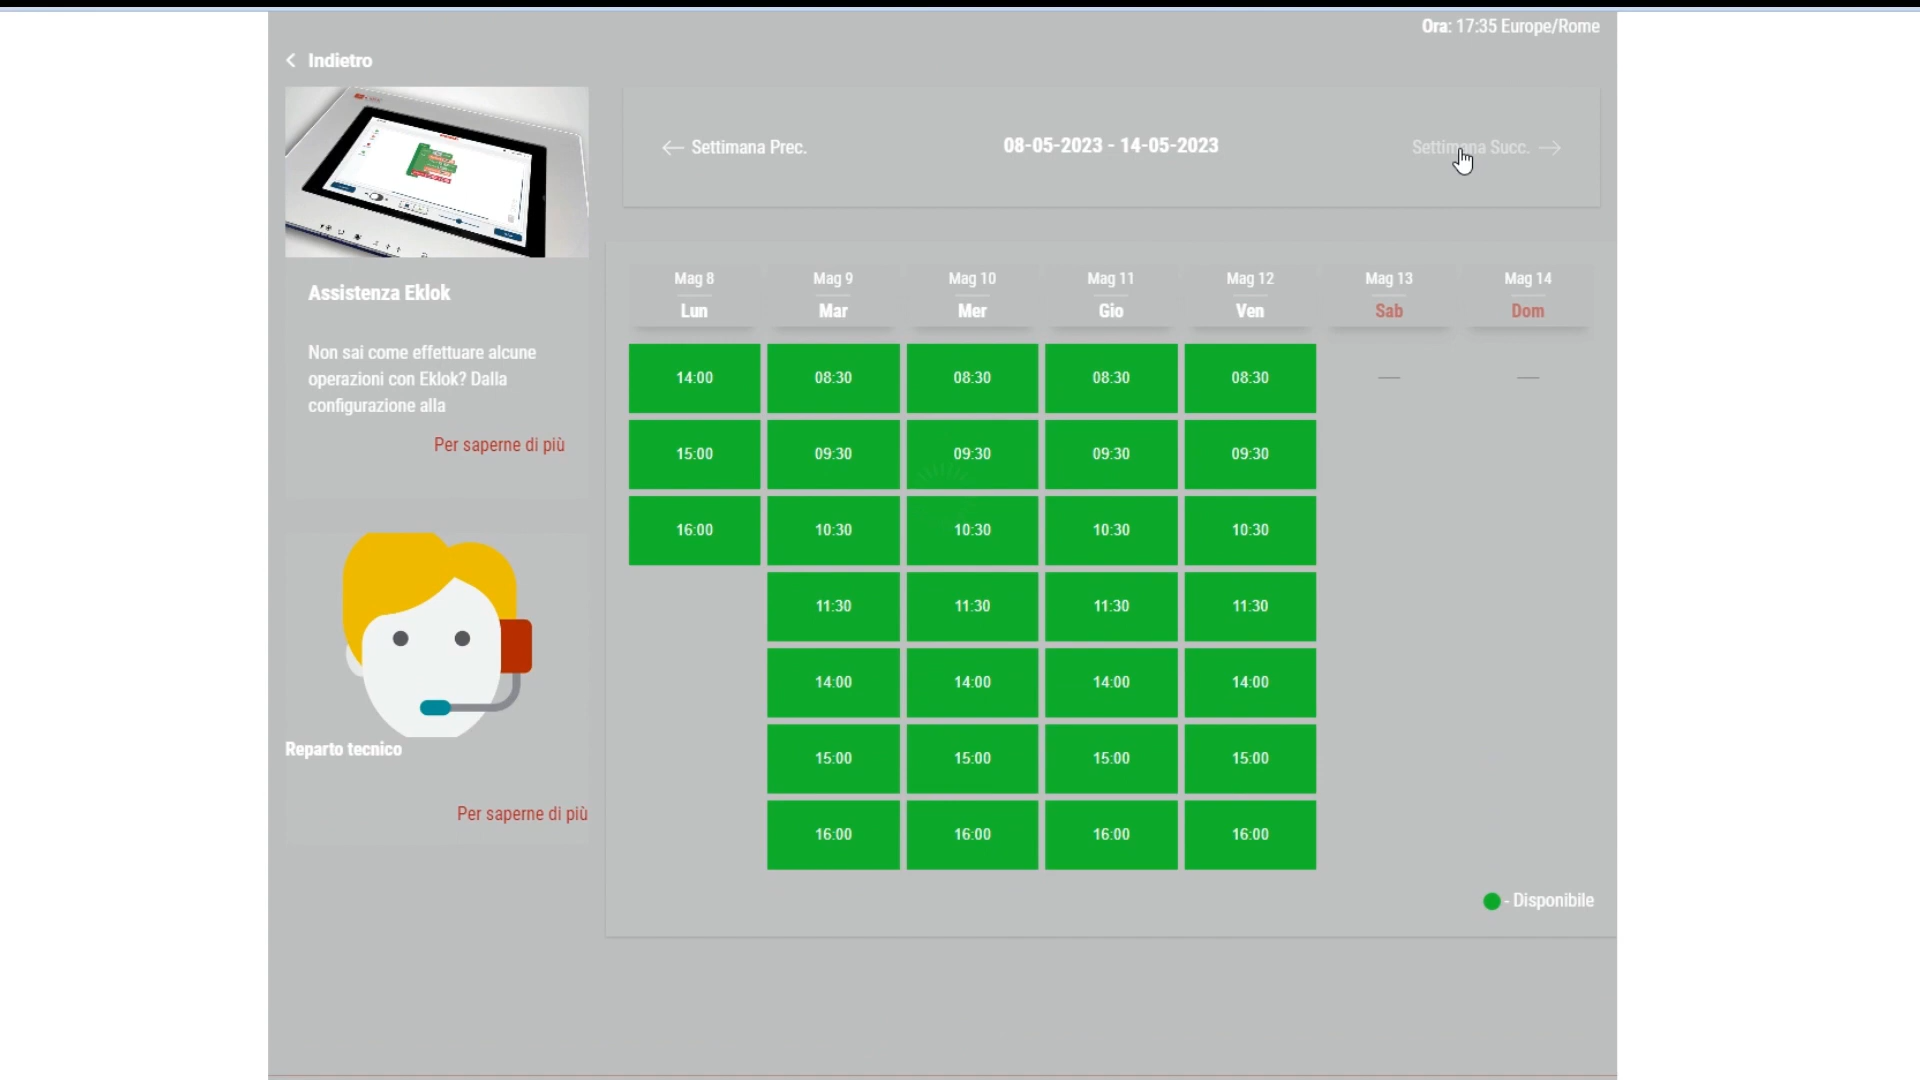 Ora: 17:35 Europe/Rome
Indietro
Settimana Prec.
08-05-2023 - 14-05-2023
Settimana Succ.
Assistenza Eklok
Non sai come effettuare alcune
operazioni con Eklok? Dalla
configurazione alla
Per saperne di più
Reparto tecnico
Per saperne di più
Mag 8 Mag 9 Mag 10 Mag 11 Mag 12 Mag 13 Mag 14
Lun Mar Mer Gio Ven Sab Dom
14:00 08:30 08:30 08:30 08:30 — —
15:00 09:30 09:30 09:30 09:30
16:00 10:30 10:30 10:30 10:30
11:30 11:30 11:30 11:30
14:00 14:00 14:00 14:00
15:00 15:00 15:00 15:00
16:00 16:00 16:00 16:00
- Disponibile